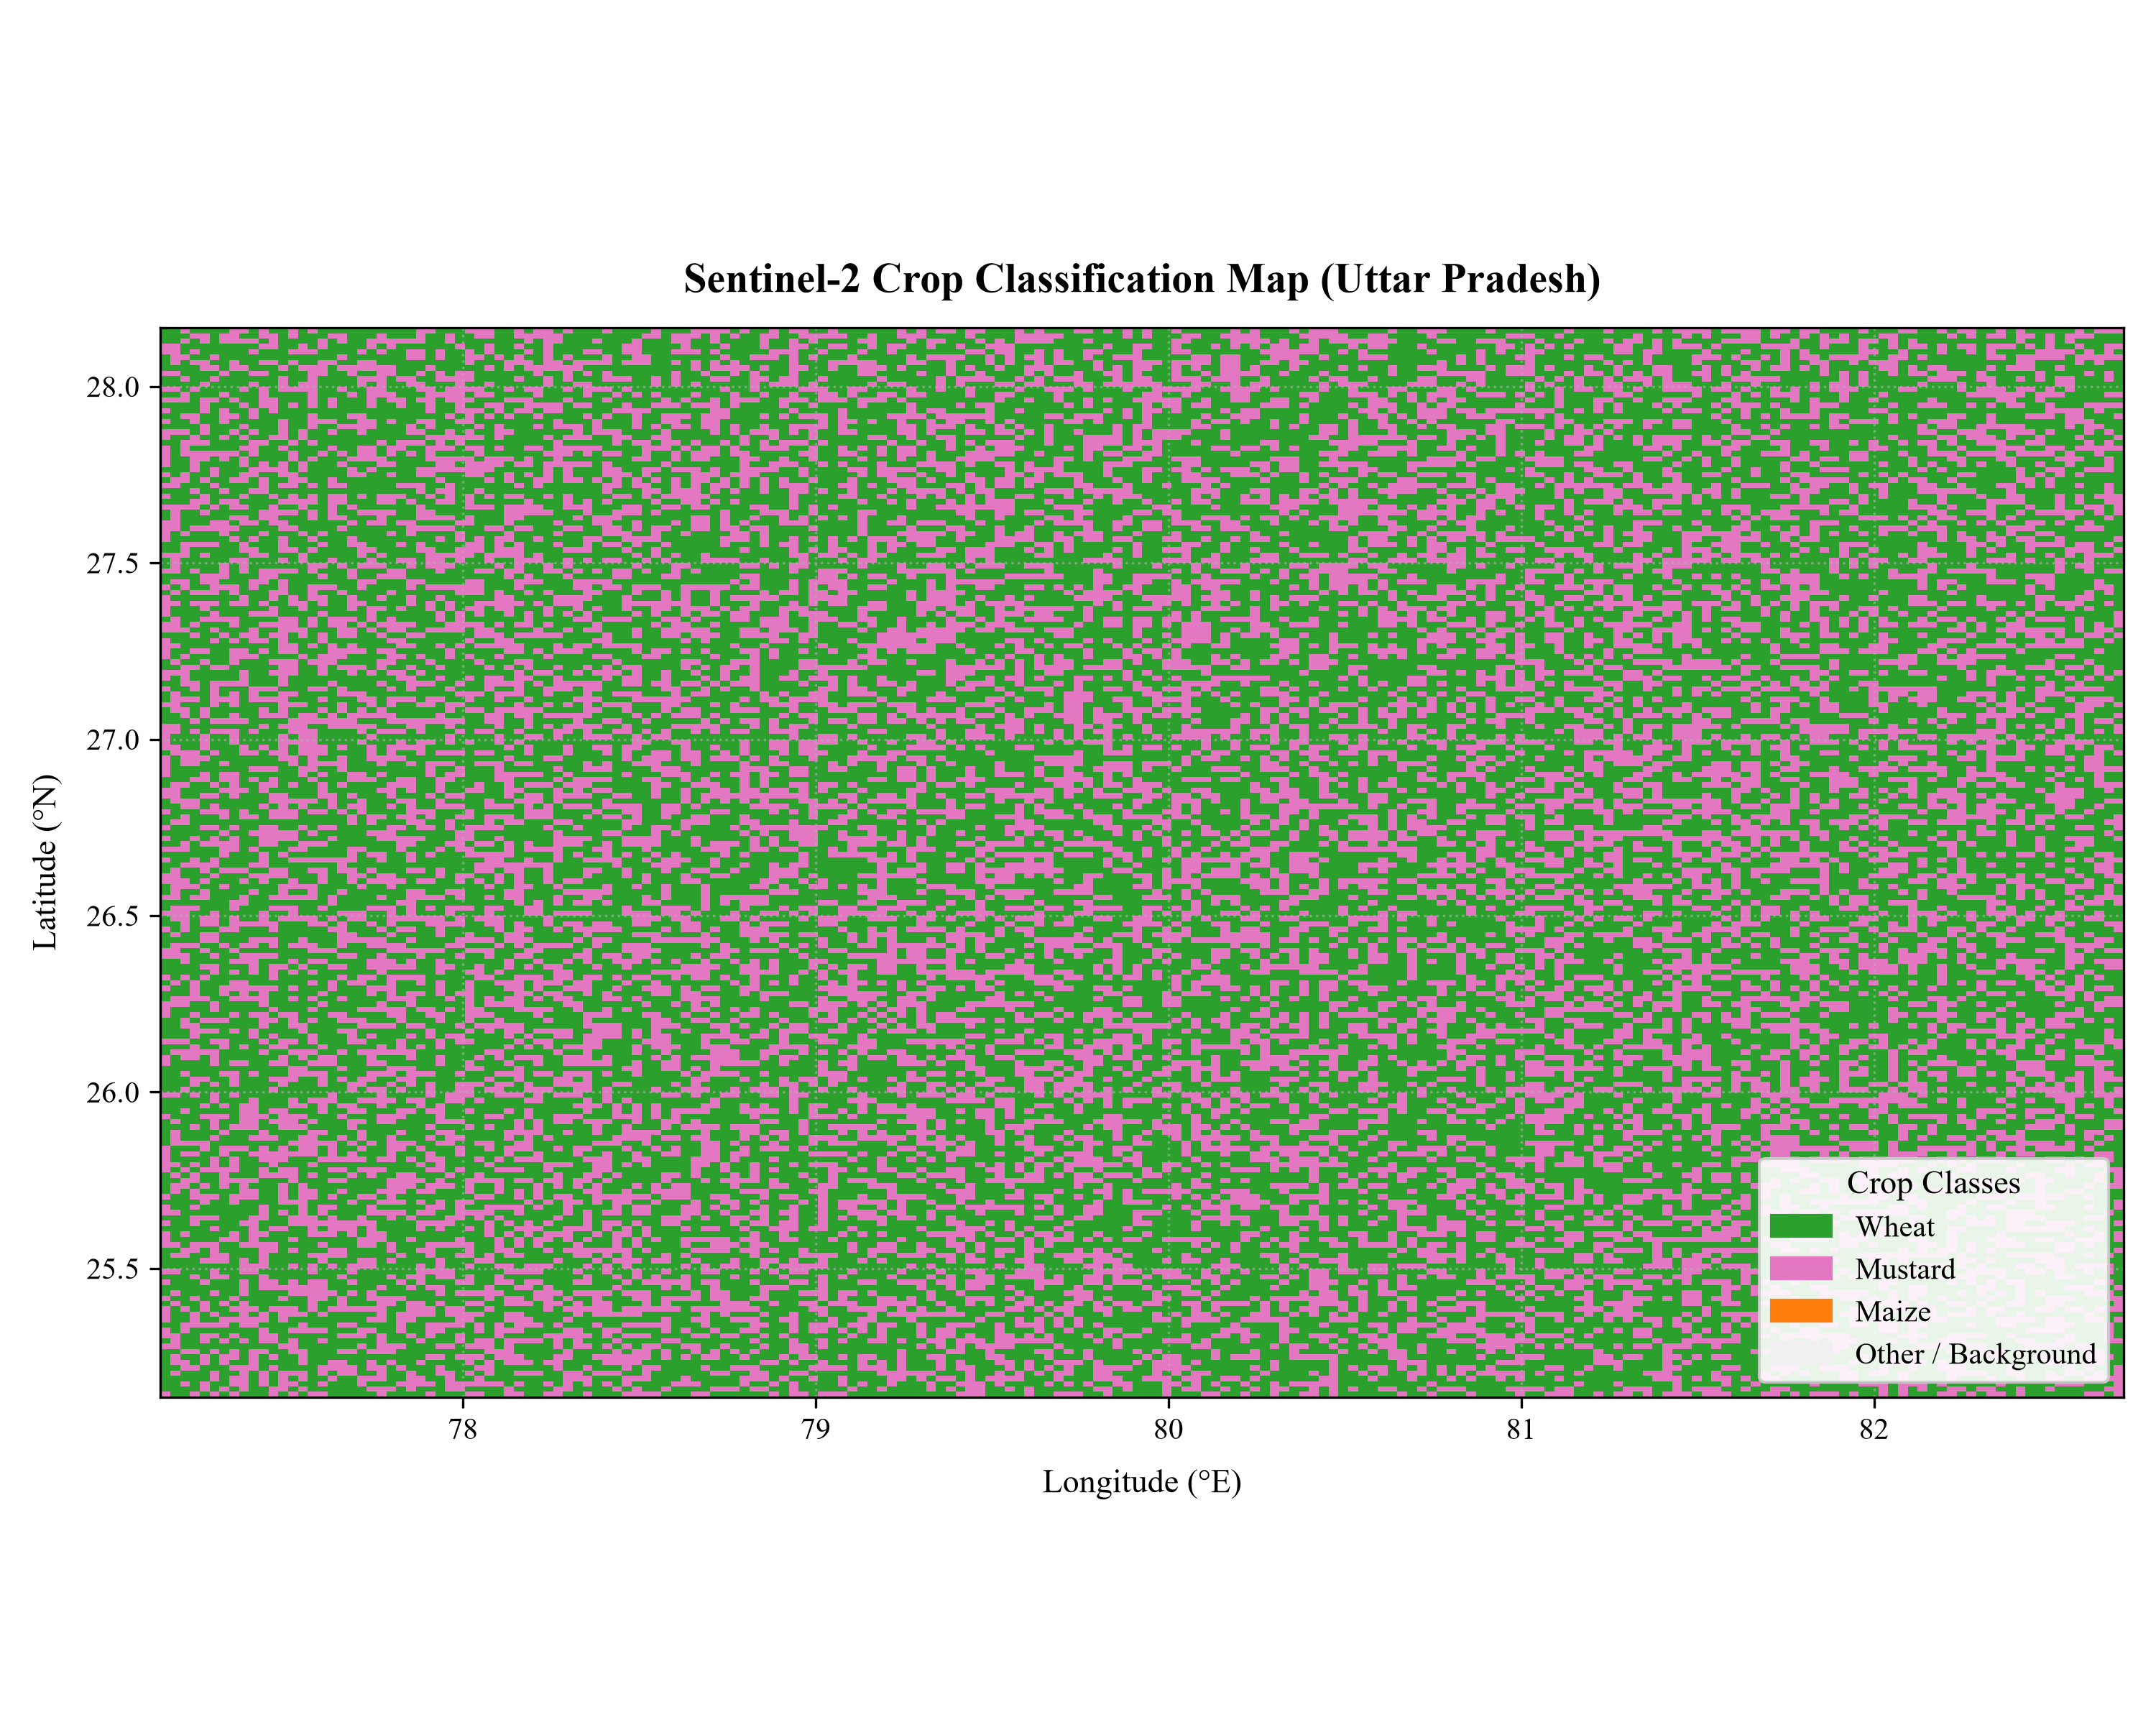 Sentinel-2 Crop Classification Map (Uttar Pradesh)
28.0
27.5
27.0
26.5
26.0
25.5
Latitude (°N)
Crop Classes
Wheat
Mustard
Maize
Other / Background
78
79
80
81
82
Longitude (°E)